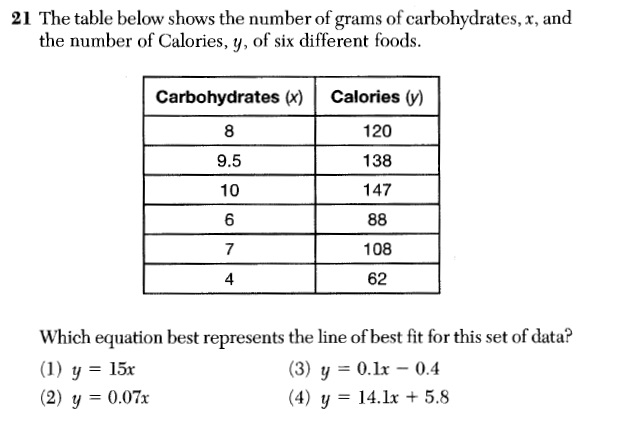 21 The table below shows the number of grams of carbohydrates, x, and
the number of Calories, y, of six different foods.
Carbohydrates (x) Calories (y)
8 120
9.5 138
10 147
6 88
7 108
4 62
Which equation best represents the line of best fit for this set of data?
(1) y = 15x (3) y = 0.1x − 0.4
(2) y = 0.07x (4) y = 14.1x + 5.8